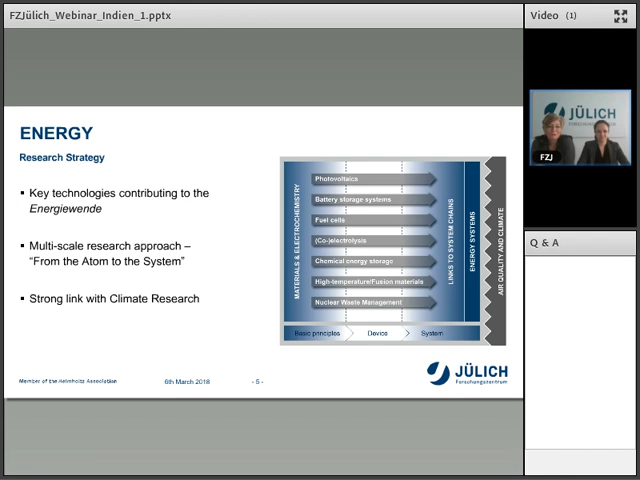 FZJülich_Webinar_Indien_1.pptx
Video (1)
JÜLICH
FZJ
Q & A
ENERGY
Research Strategy
▪ Key technologies contributing to the
Energiewende
▪ Multi-scale research approach –
“From the Atom to the System”
▪ Strong link with Climate Research
MATERIALS & ELECTROCHEMISTRY
Photovoltaics
Battery storage systems
Fuel cells
(Co-)electrolysis
Chemical energy storage
High-temperature/Fusion materials
Nuclear Waste Management
LINKS TO SYSTEM CHAINS
ENERGY SYSTEMS
AIR QUALITY AND CLIMATE
Basic principles
Device
System
Member of the Helmholtz Association
6th March 2018
- 5 -
JÜLICH
Forschungszentrum